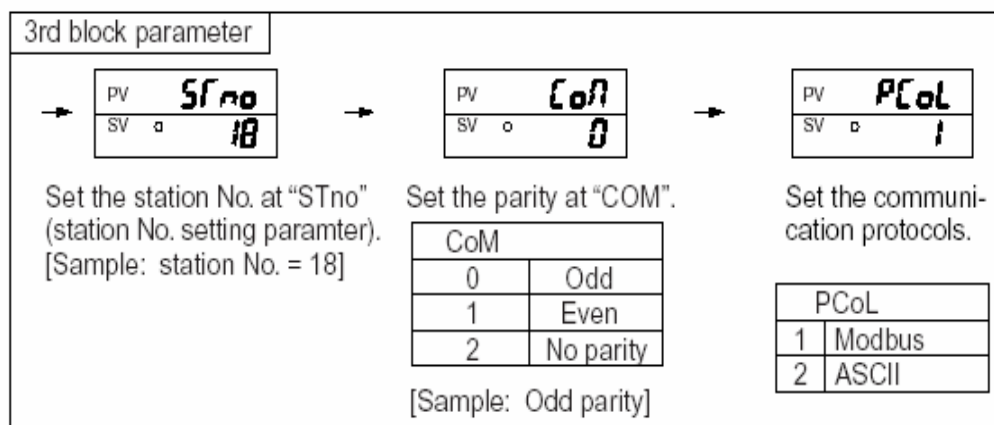 3rd block parameter
PV STno
SV 18
PV CoM
SV 0
PV PCoL
SV 1
Set the station No. at “STno”
(station No. setting paramter).
[Sample: station No. = 18]
Set the parity at “COM”.
CoM
0 Odd
1 Even
2 No parity
[Sample: Odd parity]
Set the communi-
cation protocols.
PCoL
1 Modbus
2 ASCII